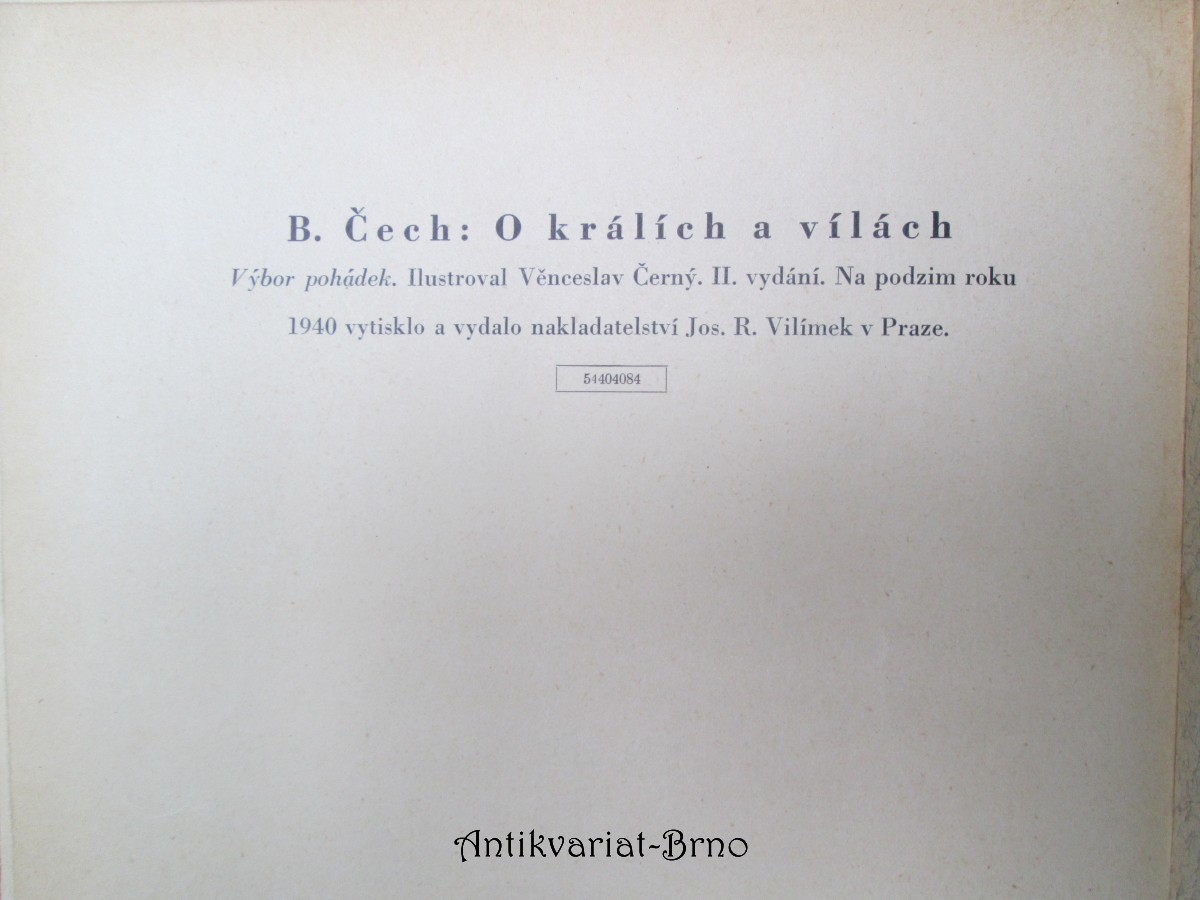 B. Čech: O králích a vílách
Výbor pohádek. Ilustroval Věnceslav Černý. II. vydání. Na podzim roku
1940 vytisklo a vydalo nakladatelství Jos. R. Vilímek v Praze.
54404084
Antikvariat-Brno